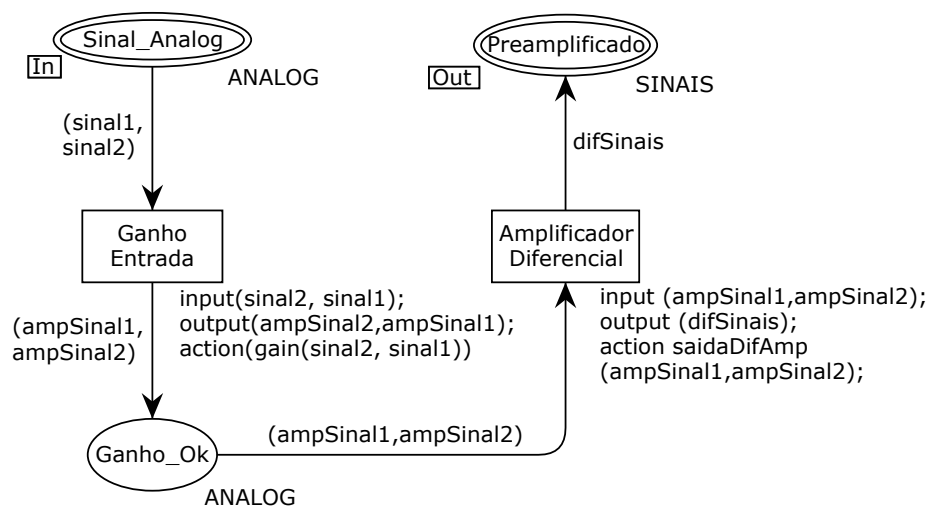 Sinal_Analog
In
ANALOG
(sinal1,
sinal2)
Ganho
Entrada
input(sinal2, sinal1);
output(ampSinal2,ampSinal1);
action(gain(sinal2, sinal1))
(ampSinal1,
ampSinal2)
Ganho_Ok
ANALOG
(ampSinal1,ampSinal2)
Preamplificado
Out
SINAIS
difSinais
Amplificador
Diferencial
input (ampSinal1,ampSinal2);
output (difSinais);
action saidaDifAmp
(ampSinal1,ampSinal2);